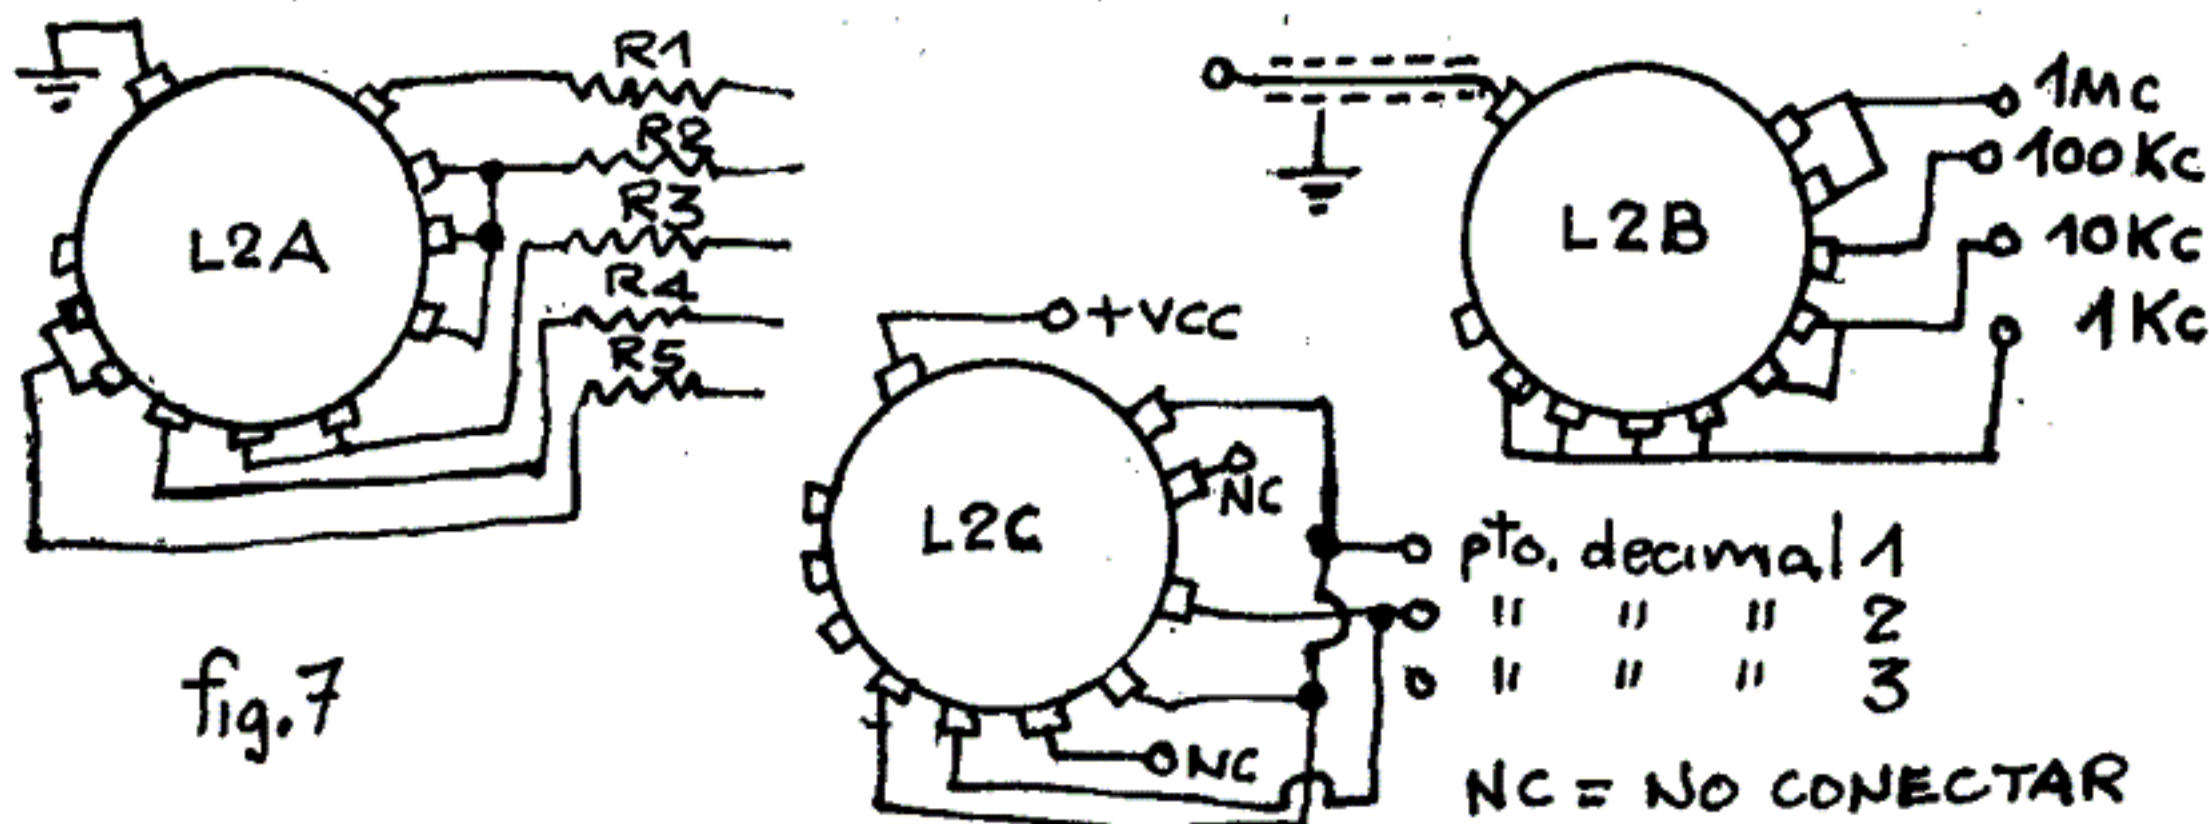 R1
R2
R3
R4
R5
L2A
L2B
1MC
100KC
10KC
1KC
+VCC
L2C
NC
NC
pto. decimal 1
" " " 2
" " " 3
fig.7
NC = NO CONECTAR